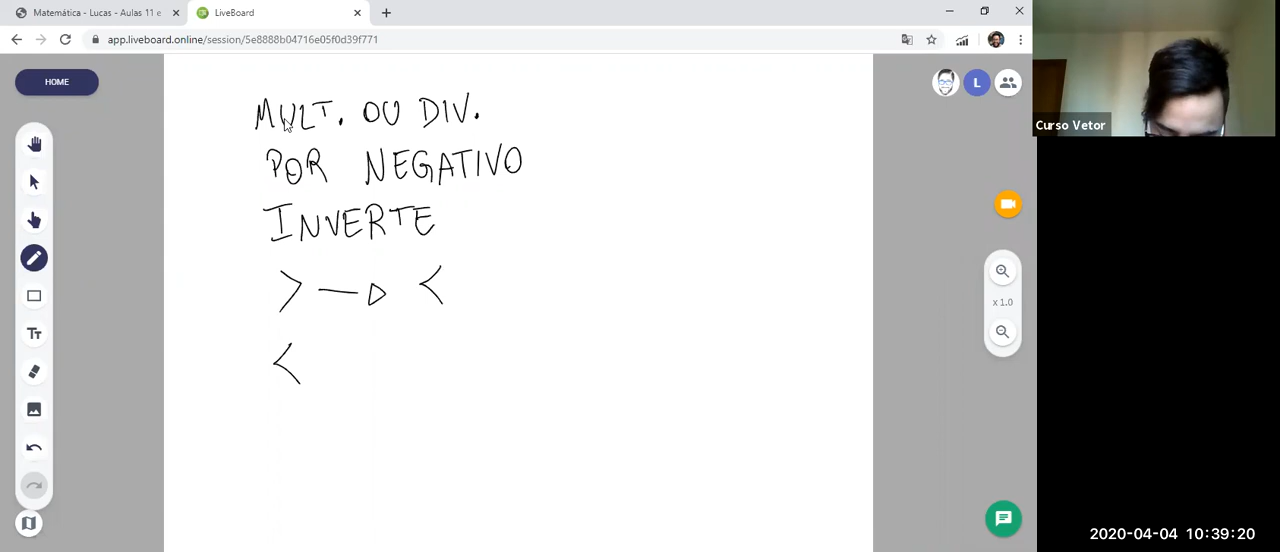 Matemática - Lucas - Aulas 11 e
LiveBoard
app.liveboard.online/session/5e8888b04716e05f0d39f771
HOME
L
Curso Vetor
MULT. OU DIV.
POR NEGATIVO
INVERTE
> —▷ <
<
Tт
x 1.0
2020-04-04 10:39:20